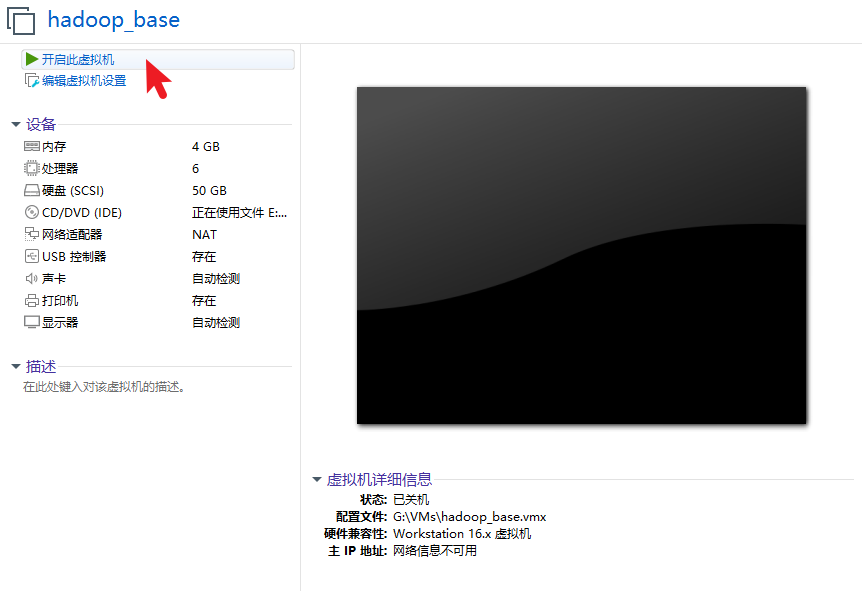 hadoop_base
开启此虚拟机
编辑虚拟机设置
设备
内存 4 GB
处理器 6
硬盘 (SCSI) 50 GB
CD/DVD (IDE) 正在使用文件 E:...
网络适配器 NAT
USB 控制器 存在
声卡 自动检测
打印机 存在
显示器 自动检测
描述
在此处键入对该虚拟机的描述。
虚拟机详细信息
状态: 已关机
配置文件: G:\VMs\hadoop_base.vmx
硬件兼容性: Workstation 16.x 虚拟机
主 IP 地址: 网络信息不可用